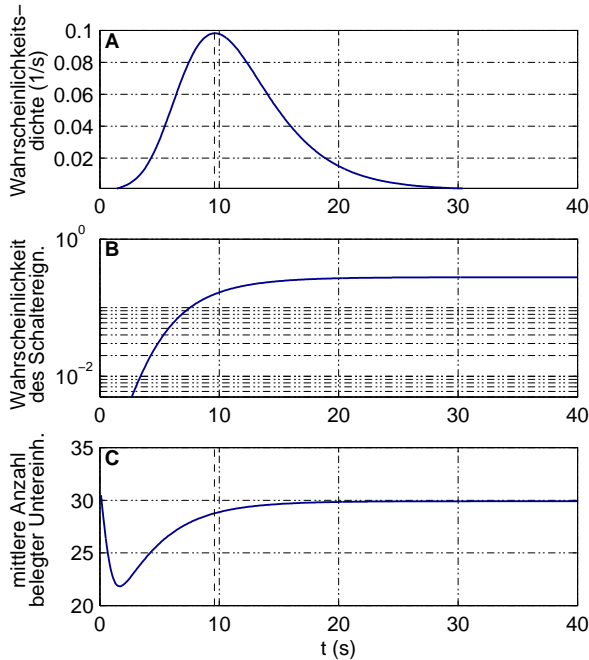 Wahrscheinlichkeits–
dichte (1/s)
A
0.1
0.08
0.06
0.04
0.02
0 10 20 30 40
Wahrscheinlichkeit
des Schaltereign.
B
10^0
10^-2
0 10 20 30 40
mittlere Anzahl
belegter Untereinh.
C
35
30
25
20
0 10 20 30 40
t (s)